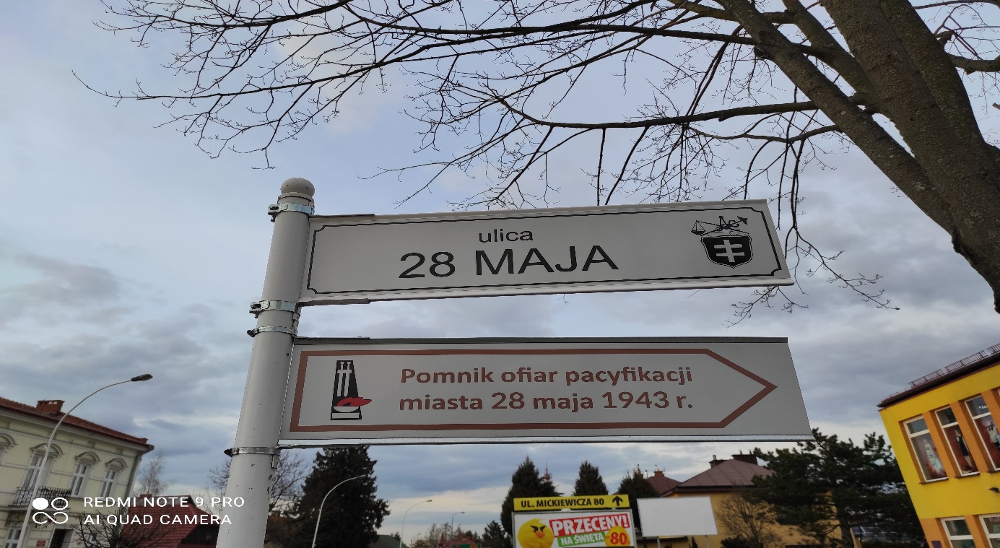 ulica
28 MAJA
Pomnik ofiar pacyfikacji
miasta 28 maja 1943 r.
UL. MICKIEWICZA 80
PRZECENY!
NA ŚWIĘTA
80
REDMI NOTE 9 PRO
AI QUAD CAMERA